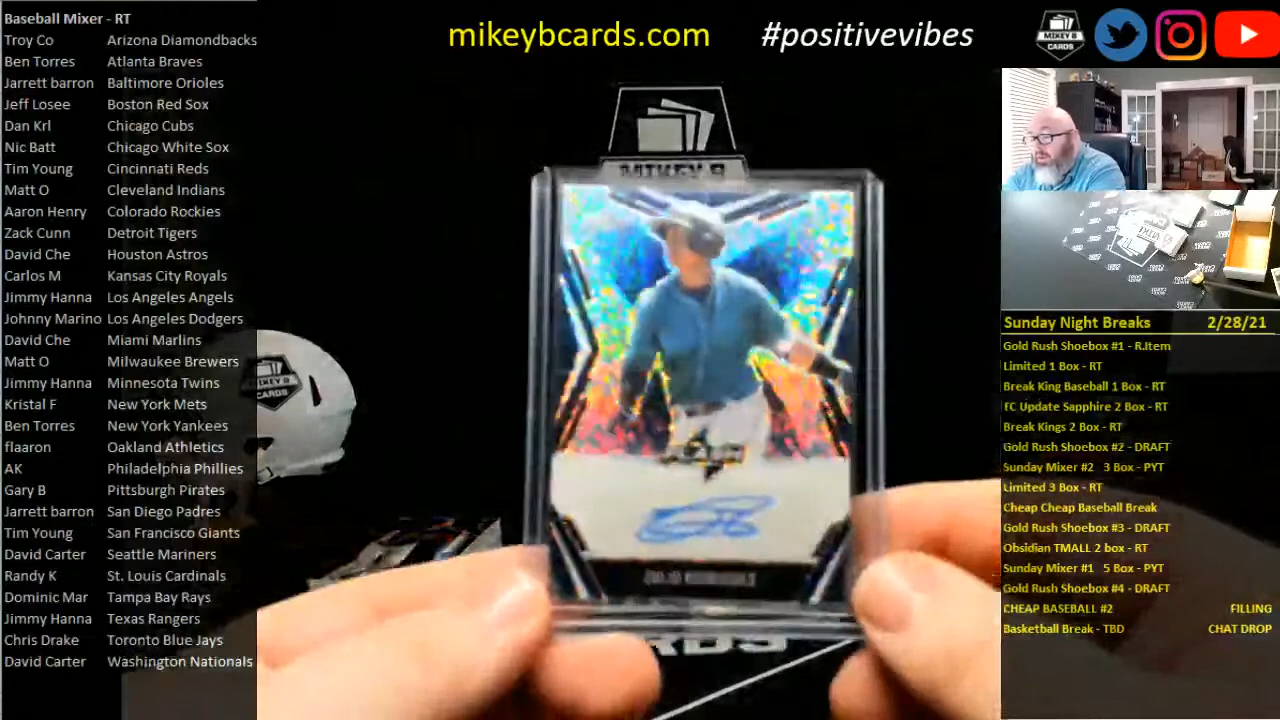 Baseball Mixer - RT
Troy Co Arizona Diamondbacks
Ben Torres Atlanta Braves
Jarrett barron Baltimore Orioles
Jeff Losee Boston Red Sox
Dan Krl Chicago Cubs
Nic Batt Chicago White Sox
Tim Young Cincinnati Reds
Matt O Cleveland Indians
Aaron Henry Colorado Rockies
Zack Cunn Detroit Tigers
David Che Houston Astros
Carlos M Kansas City Royals
Jimmy Hanna Los Angeles Angels
Johnny Marino Los Angeles Dodgers
David Che Miami Marlins
Matt O Milwaukee Brewers
Jimmy Hanna Minnesota Twins
Kristal F New York Mets
Ben Torres New York Yankees
flaaron Oakland Athletics
AK Philadelphia Phillies
Gary B Pittsburgh Pirates
Jarrett barron San Diego Padres
Tim Young San Francisco Giants
David Carter Seattle Mariners
Randy K St. Louis Cardinals
Dominic Mar Tampa Bay Rays
Jimmy Hanna Texas Rangers
Chris Drake Toronto Blue Jays
David Carter Washington Nationals
mikeybcards.com #positivevibes
MIKEY B
CARDS
MIKEY B
MIKEY B
CARDS
CARDS
Sunday Night Breaks 2/28/21
Gold Rush Shoebox #1 - R.Item
Limited 1 Box - RT
Break King Baseball 1 Box - RT
fC Update Sapphire 2 Box - RT
Break Kings 2 Box - RT
Gold Rush Shoebox #2 - DRAFT
Sunday Mixer #2 3 Box - PYT
Limited 3 Box - RT
Cheap Cheap Baseball Break
Gold Rush Shoebox #3 - DRAFT
Obsidian TMALL 2 box - RT
Sunday Mixer #1 5 Box - PYT
Gold Rush Shoebox #4 - DRAFT
CHEAP BASEBALL #2 FILLING
Basketball Break - TBD CHAT DROP